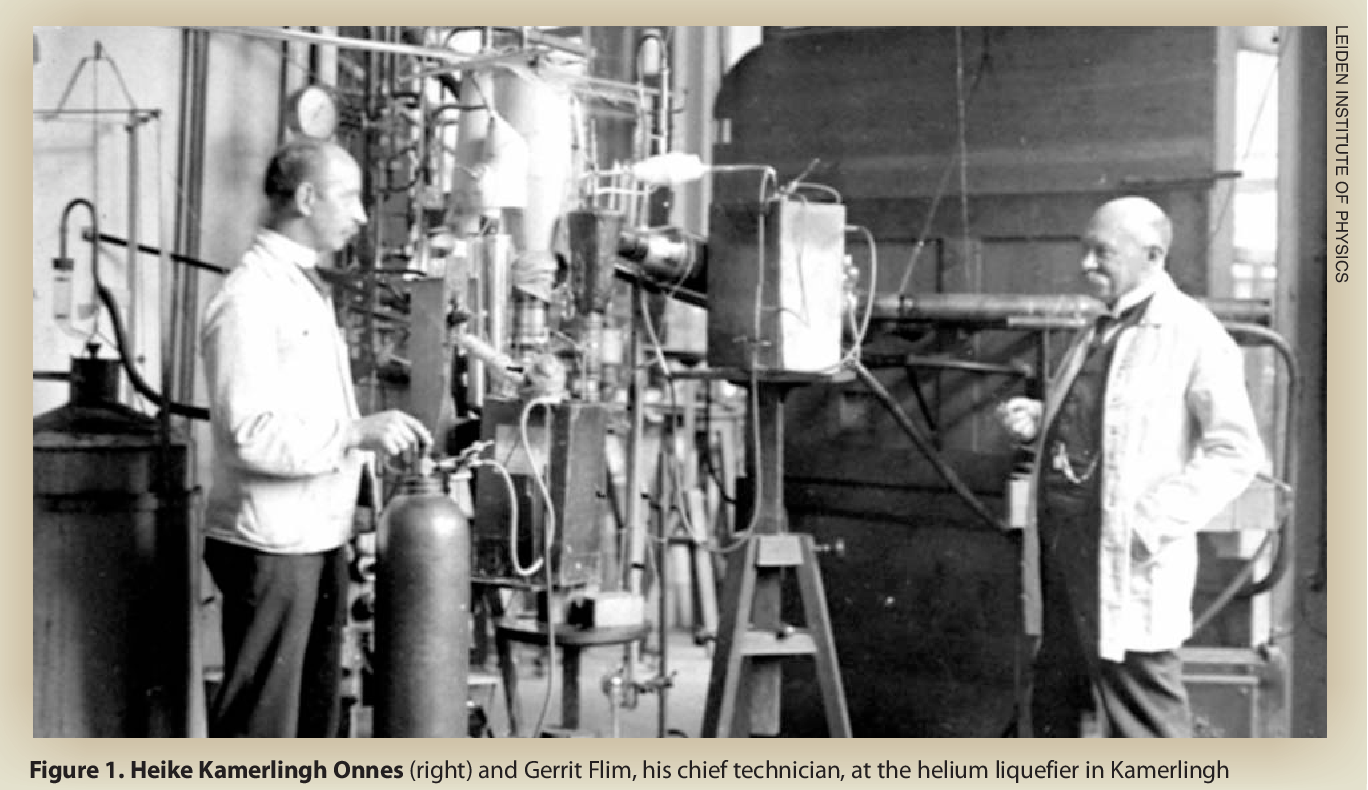 LEIDEN INSTITUTE OF PHYSICS
Figure 1. Heike Kamerlingh Onnes (right) and Gerrit Flim, his chief technician, at the helium liquefier in Kamerlingh